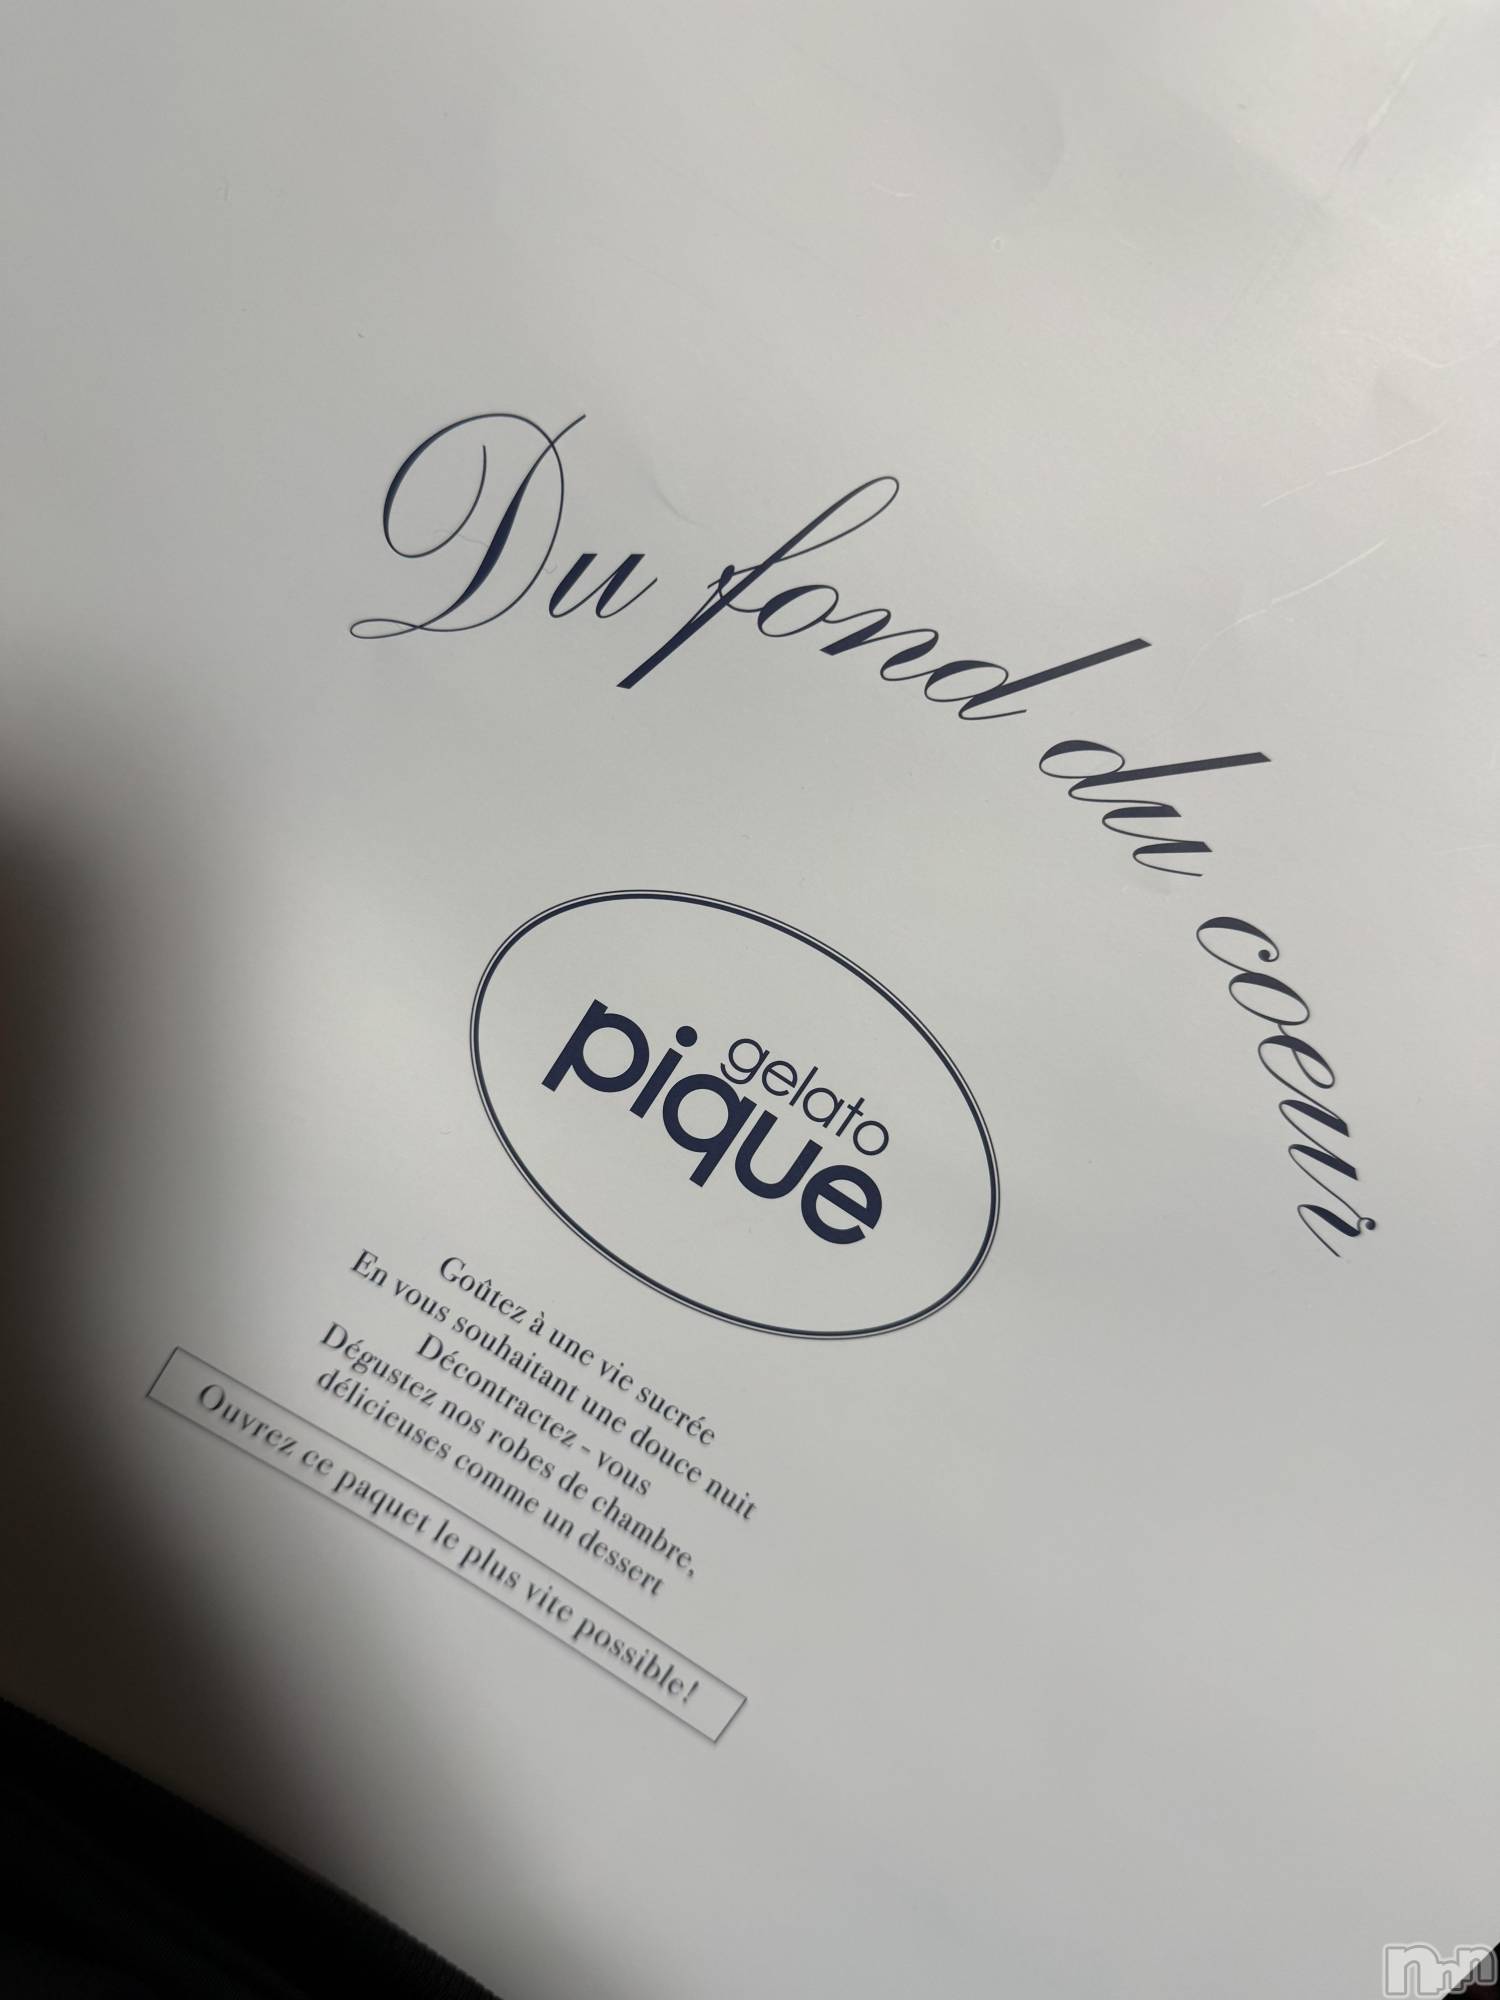 Du fond du coeur
gelato
pique
Goûtez à une vie sucrée
En vous souhaitant une douce nuit
Décontractez - vous
Dégustez nos robes de chambre,
délicieuses comme un dessert
Ouvrez ce paquet le plus vite possible!
nnn